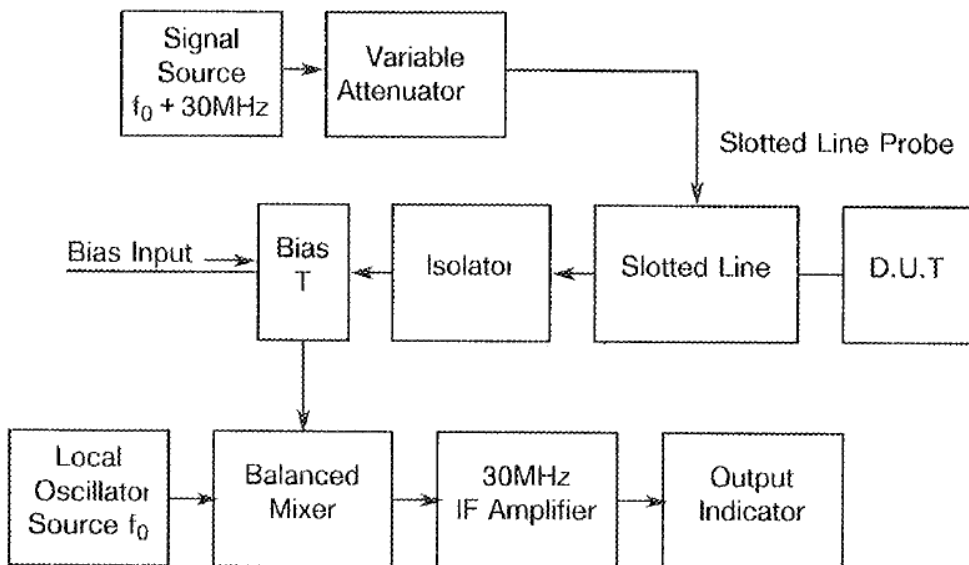 Signal
Source
f₀ + 30MHz
Variable
Attenuator
Slotted Line Probe
Bias Input
Bias
T
Isolator
Slotted Line
D.U.T
Local
Oscillator
Source f₀
Balanced
Mixer
30MHz
IF Amplifier
Output
Indicator